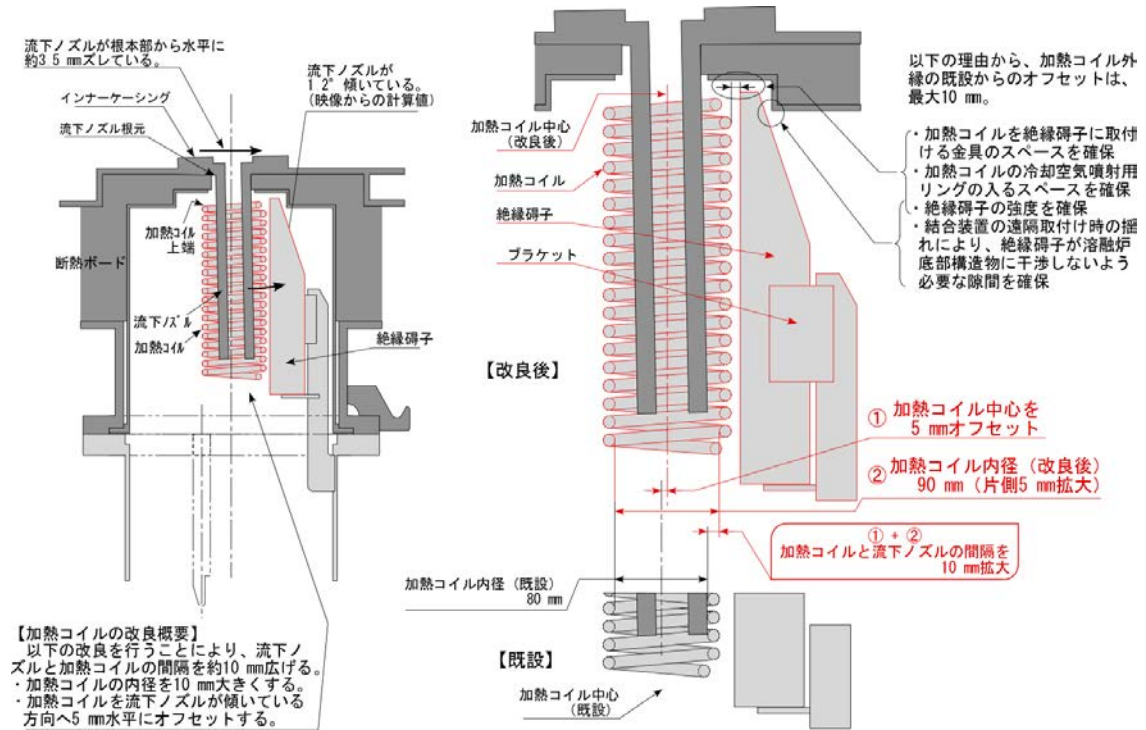 流下ノズルが根本部から水平に
約3.5 mmズレている。
インナーケーシング
流下ノズル根元
流下ノズルが
1.2° 傾いている。
(映像からの計算値)
加熱コイル
上端
断熱ボード
流下ノズル
加熱コイル
絶縁碍子
【加熱コイルの改良概要】
以下の改良を行うことにより、流下ノ
ズルと加熱コイルの間隔を約10 mm広げる。
・加熱コイルの内径を10 mm大きくする。
・加熱コイルを流下ノズルが傾いている
方向へ5 mm水平にオフセットする。
加熱コイル中心
(改良後)
加熱コイル
絶縁碍子
ブラケット
【改良後】
以下の理由から、加熱コイル外
縁の既設からのオフセットは、
最大10 mm。
・加熱コイルを絶縁碍子に取付
ける金具のスペースを確保
・加熱コイルの冷却空気噴射用
リングの入るスペースを確保
・絶縁碍子の強度を確保
・結合装置の遠隔取付け時の揺
れにより、絶縁碍子が溶融炉
底部構造物に干渉しないよう
必要な隙間を確保
① 加熱コイル中心を
5 mmオフセット
② 加熱コイル内径(改良後)
90 mm(片側5 mm拡大)
① + ②
加熱コイルと流下ノズルの間隔を
10 mm拡大
加熱コイル内径(既設)
80 mm
【既設】
加熱コイル中心
(既設)